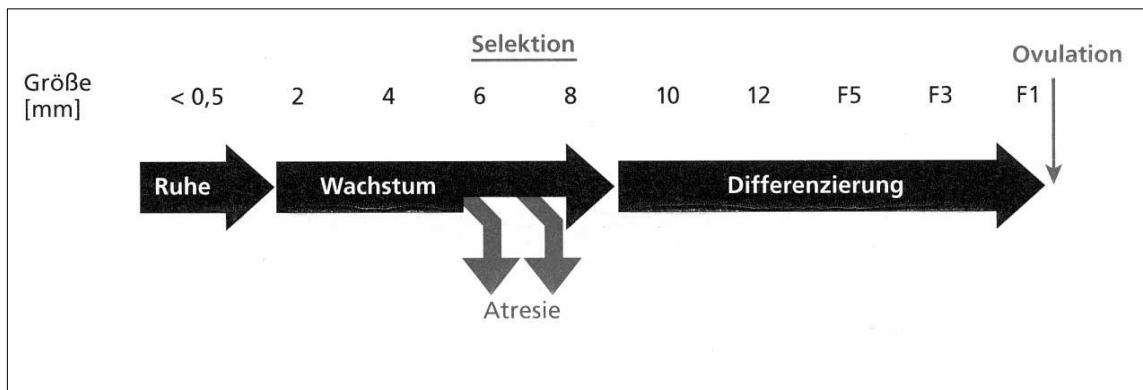 Selektion
Ovulation
Größe
[mm]
< 0,5 2 4 6 8 10 12 F5 F3 F1
Ruhe Wachstum Differenzierung
Atresie